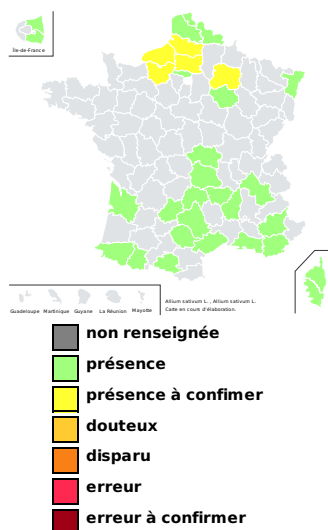 Île-de-France
Guadeloupe Martinique Guyane La Réunion Mayotte
Allium sativum L. , Allium sativum L.
Carte en cours d'élaboration.
non renseignée
présence
présence à confimer
douteux
disparu
erreur
erreur à confirmer